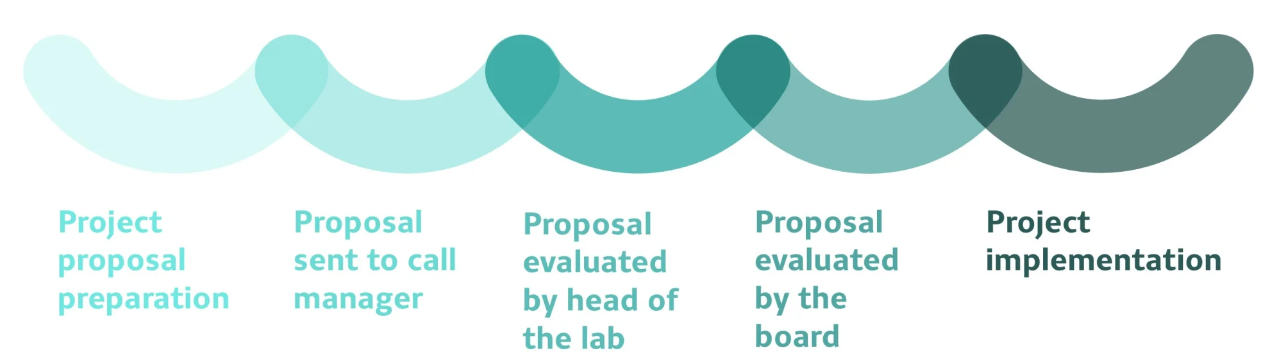 Project
proposal
preparation
Proposal
sent to call
manager
Proposal
evaluated
by head of
the lab
Proposal
evaluated
by the
board
Project
implementation